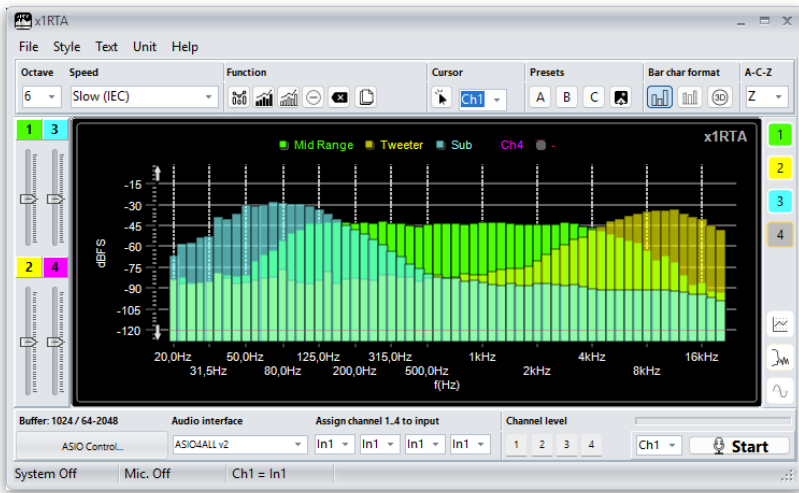 x1RTA
File Style Text Unit Help
Octave Speed Function Cursor Presets Bar char format A-C-Z
6 Slow (IEC) Ch1 A B C 3D Z
1 3
x1RTA 1
Mid Range Tweeter Sub Ch4 -
2
-15
-30 3
-45
-60 4
dBFS
2 4 -75
-90
-105
-120
20,0Hz 50,0Hz 125,0Hz 315,0Hz 1kHz 4kHz 16kHz
31,5Hz 80,0Hz 200,0Hz 500,0Hz 2kHz 8kHz
f(Hz)
Buffer: 1024 / 64-2048 Audio interface Assign channel 1..4 to input Channel level
ASIO Control... ASIO4ALL v2 In1 In1 In1 In1 1 2 3 4 Ch1 Start
System Off Mic. Off Ch1 = In1